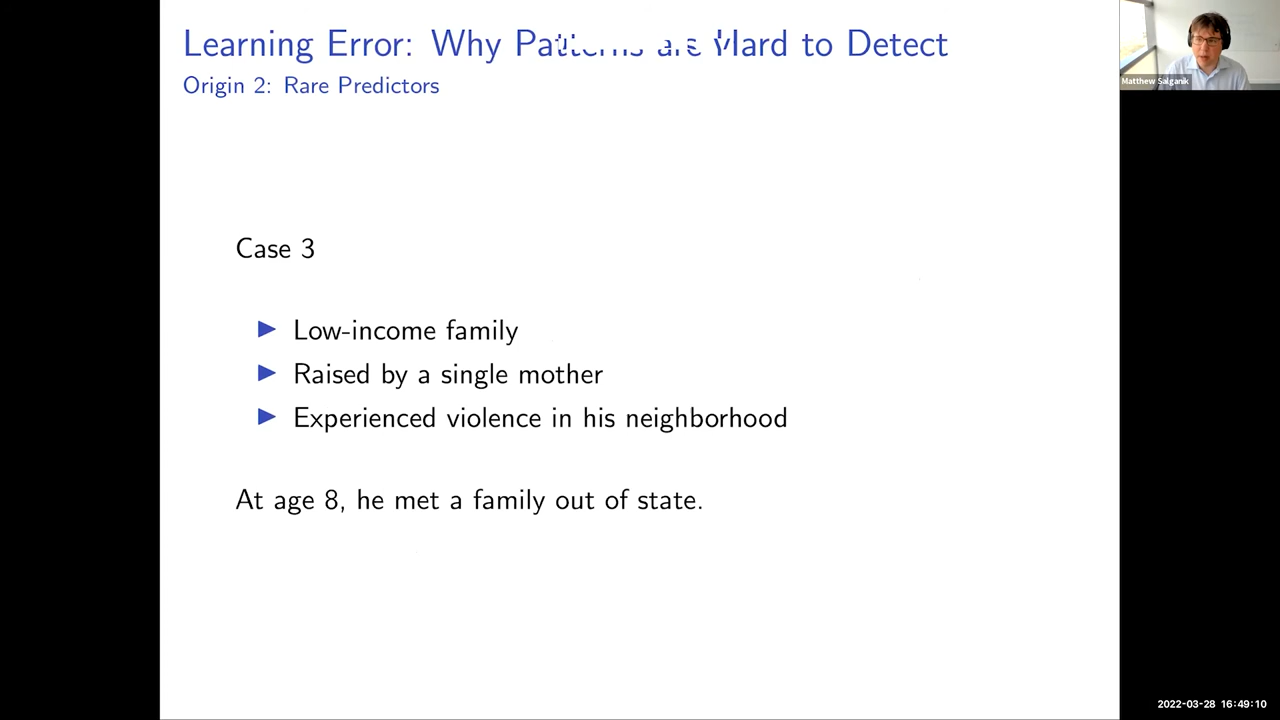 Learning Error: Why Patterns are Hard to Detect
Origin 2: Rare Predictors
Matthew Salganik
Case 3
Low-income family
Raised by a single mother
Experienced violence in his neighborhood
At age 8, he met a family out of state.
2022-03-28 16:49:10